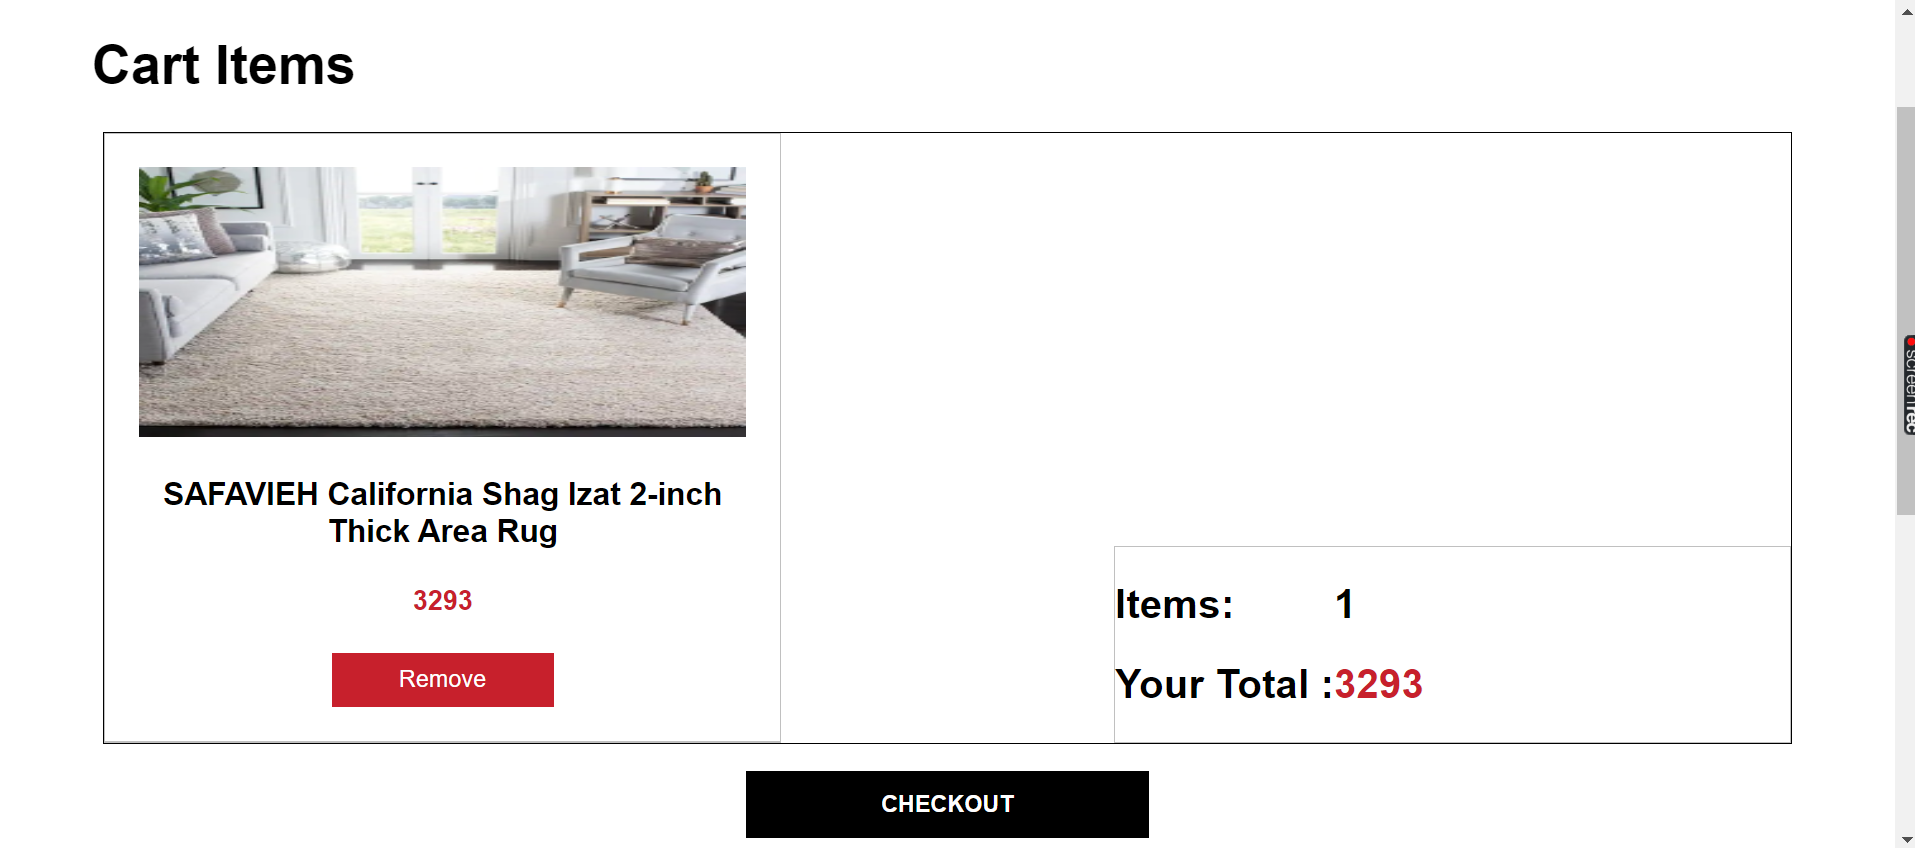 Cart Items
SAFAVIEH California Shag Izat 2-inch
Thick Area Rug
3293
Remove
Items: 1
Your Total :3293
CHECKOUT
screenrec